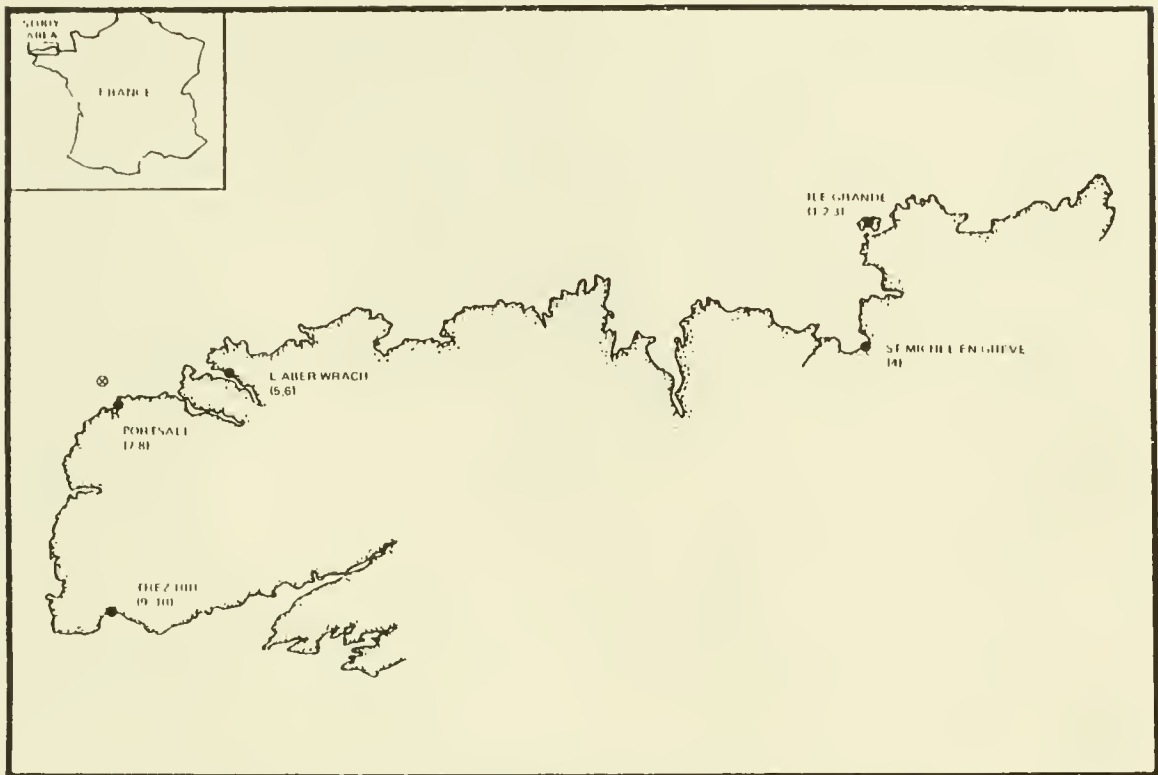 STUDY
AREA
FRANCE
ILE GRANDE
(1,2,3)
ST. MICHEL EN GREVE
(4)
L'ABER WRACH
(5,6)
PORTSALL
(7,8)
TREZ HIR
(9, 10)